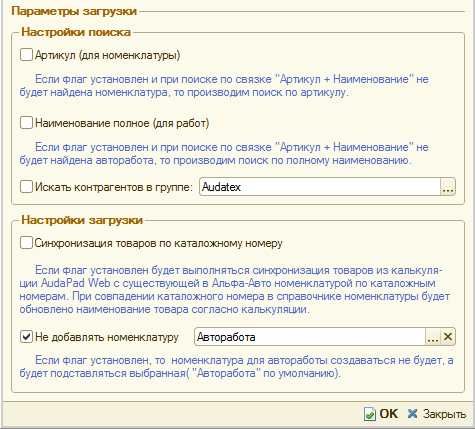 Параметры загрузки
Настройки поиска
Артикул (для номенклатуры)
Если флаг установлен и при поиске по связке "Артикул + Наименование" не
будет найдена номенклатура, то производим поиск по артикулу.
Наименование полное (для работ)
Если флаг установлен и при поиске по связке "Артикул + Наименование" не
будет найдена авторабота, то производим поиск по полному наименованию.
Искать контрагентов в группе: Audatex ...
Настройки загрузки
Синхронизация товаров по каталожному номеру
Если флаг установлен будет выполняться синхронизация товаров из калькуля-
ции AudaPad Web с существующей в Альфа-Авто номенклатурой по каталожным
номерам. При совпадении каталожного номера в справочнике номенклатуры будет
обновлено наименование товара согласно калькуляции.
Не добавлять номенклатуру Авторабота ... ×
Если флаг установлен, то номенклатура для автоработы создаваться не будет, а
будет подставляться выбранная( "Авторабота" по умолчанию).
OK Закрыть